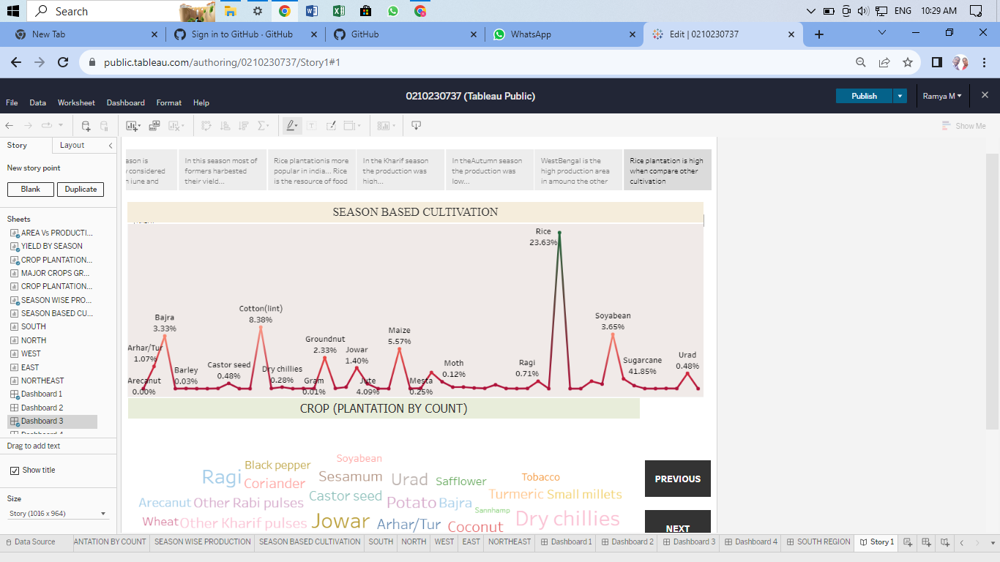 Search
ENG 10:29 AM
New Tab
Sign in to GitHub · GitHub
GitHub
WhatsApp
Edit | 0210230737
public.tableau.com/authoring/0210230737/Story1#1
0210230737 (Tableau Public)
File Data Worksheet Dashboard Format Help
Publish
Ramya M
Show Me
Story Layout
New story point
Blank Duplicate
Sheets
AREA Vs PRODUCTI...
YIELD BY SEASON
CROP PLANTATION...
MAJOR CROPS GR...
CROP PLANTATION...
SEASON WISE PRO...
SEASON BASED CU...
SOUTH
NORTH
WEST
EAST
NORTHEAST
Dashboard 1
Dashboard 2
Dashboard 3
Drag to add text
Show title
Size
Story (1016 x 964)
ason is
considered
june and
In this season most of
formers harbested
their yield...
Rice plantationis more
popular in india... Rice
is the resource of food
In the Kharif season
the production was
high...
In theAutumn season
the production was
low...
WestBengal is the
high production area
in amoung the other
Rice plantation is high
when compare other
cultivation
SEASON BASED CULTIVATION
Rice
23.63%
Cotton(lint)
8.38%
Bajra
3.33%
Soyabean
3.65%
Maize
5.57%
Groundnut
2.33%
Jowar
1.40%
Arhar/Tur
1.07%
Castor seed
0.48%
Moth
0.12%
Ragi
0.71%
Sugarcane
41.85%
Urad
0.48%
Barley
0.03%
Dry chillies
0.28%
Arecanut
0.00%
Gram
0.01%
Jute
4.09%
Mesta
0.25%
CROP (PLANTATION BY COUNT)
Soyabean
Black pepper
Ragi Coriander Sesamum Urad Safflower Tobacco
Castor seed Turmeric Small millets
Arecanut Other Rabi pulses Potato Bajra Sannhamp
Wheat Other Kharif pulses Jowar Arhar/Tur Coconut Dry chillies
PREVIOUS
NEXT
Data Source ANTATION BY COUNT SEASON WISE PRODUCTION SEASON BASED CULTIVATION SOUTH NORTH WEST EAST NORTHEAST Dashboard 1 Dashboard 2 Dashboard 3 Dashboard 4 SOUTH REGION Story 1